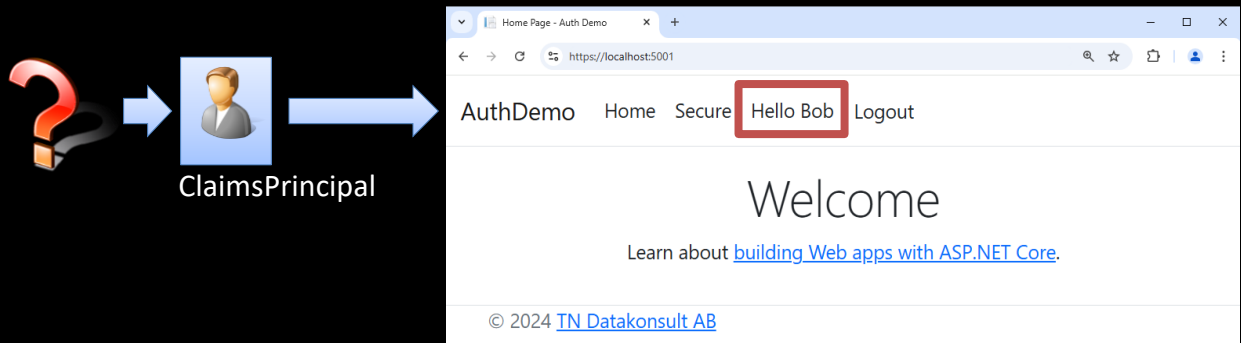 Home Page - Auth Demo
https://localhost:5001
AuthDemo Home Secure Hello Bob Logout
ClaimsPrincipal
Welcome
Learn about building Web apps with ASP.NET Core.
© 2024 TN Datakonsult AB